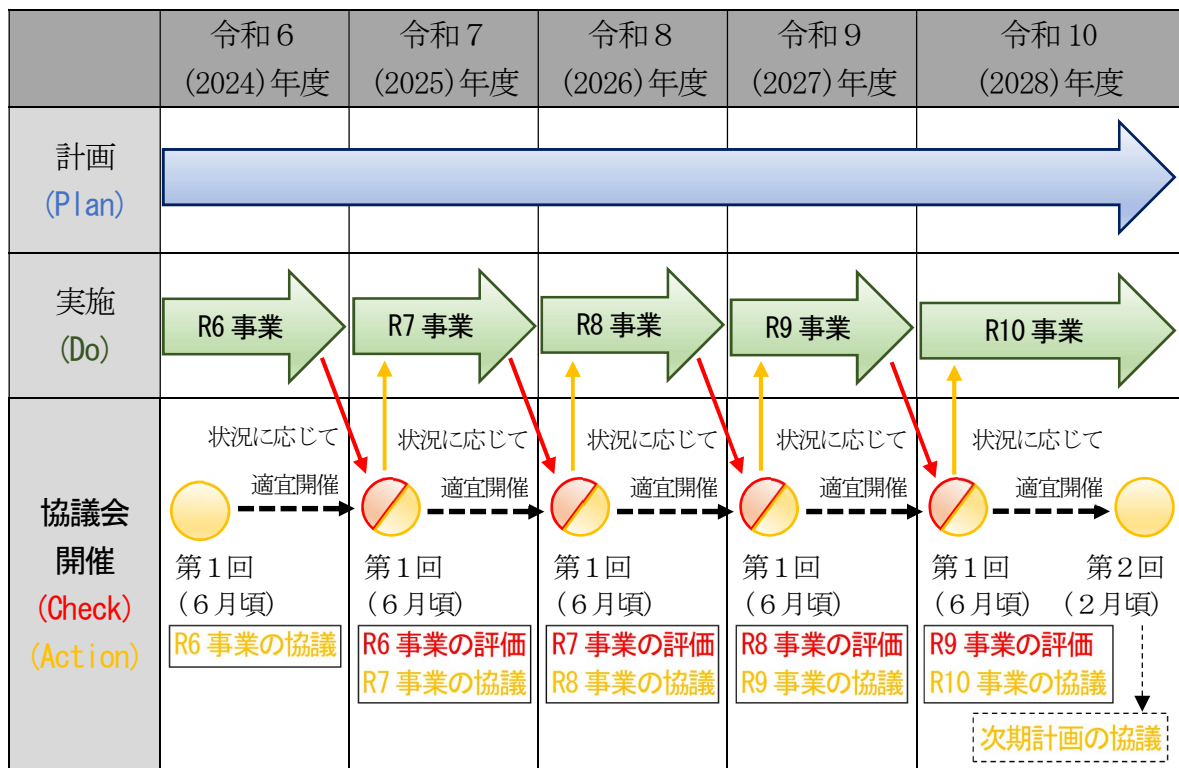 令和６
(2024)年度
令和７
(2025)年度
令和８
(2026)年度
令和９
(2027)年度
令和10
(2028)年度
計画
(Plan)
実施
(Do)
R6 事業
R7 事業
R8 事業
R9 事業
R10 事業
協議会
開催
(Check)
(Action)
状況に応じて
適宜開催
状況に応じて
適宜開催
状況に応じて
適宜開催
状況に応じて
適宜開催
状況に応じて
適宜開催
第１回
(６月頃)
R6 事業の協議
第１回
(６月頃)
R6 事業の評価
R7 事業の協議
第１回
(６月頃)
R7 事業の評価
R8 事業の協議
第１回
(６月頃)
R8 事業の評価
R9 事業の協議
第１回
(６月頃)
R9 事業の評価
R10 事業の協議
第２回
(２月頃)
次期計画の協議